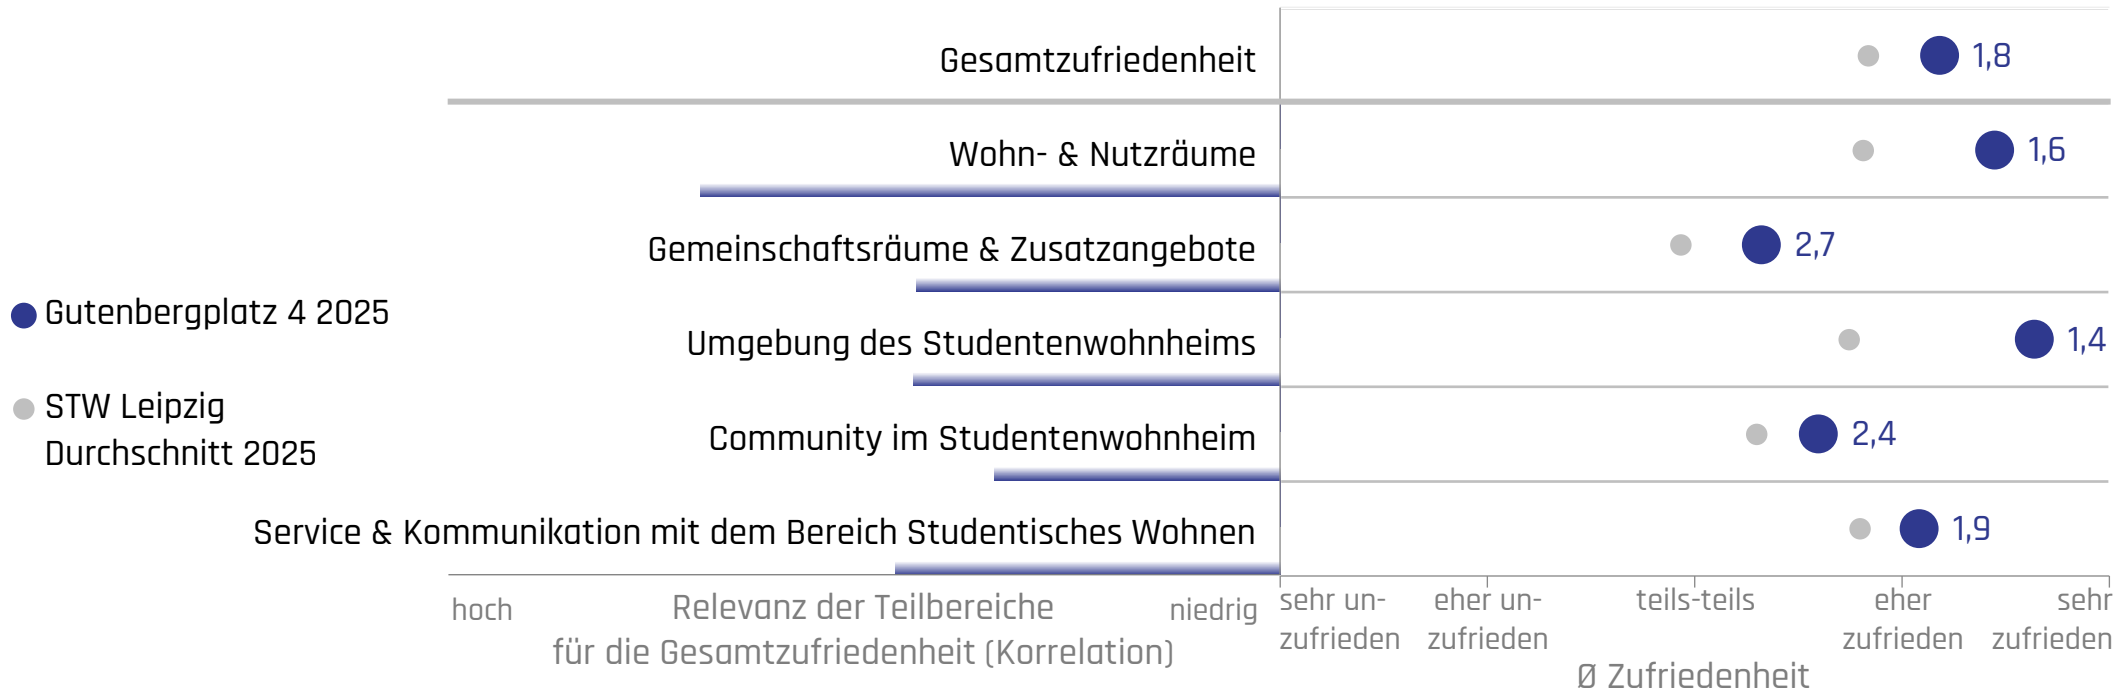 Gesamtzufriedenheit
1,8
Wohn- & Nutzräume
1,6
Gemeinschaftsräume & Zusatzangebote
2,7
Gutenbergplatz 4 2025
Umgebung des Studentenwohnheims
1,4
STW Leipzig
Durchschnitt 2025
Community im Studentenwohnheim
2,4
Service & Kommunikation mit dem Bereich Studentisches Wohnen
1,9
hoch
Relevanz der Teilbereiche
für die Gesamtzufriedenheit (Korrelation)
niedrig
sehr un-
zufrieden
eher un-
zufrieden
teils-teils
eher
zufrieden
sehr
zufrieden
Ø Zufriedenheit